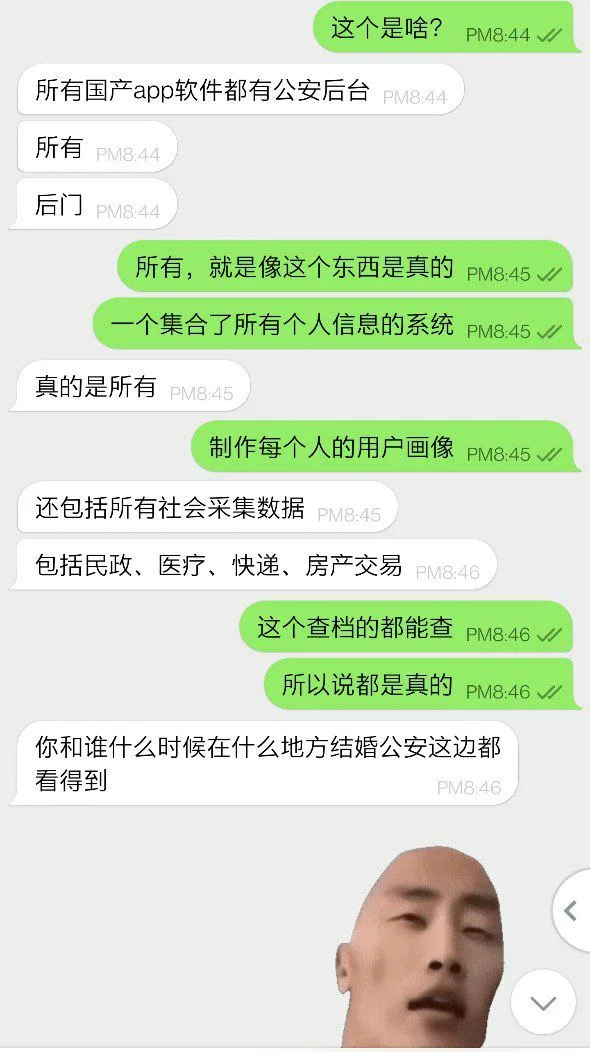 这个是啥？ PM8:44
所有国产app软件都有公安后台 PM8:44
所有 PM8:44
后门 PM8:44
所有，就是像这个东西是真的 PM8:45
一个集合了所有个人信息的系统 PM8:45
真的是所有 PM8:45
制作每个人的用户画像 PM8:45
还包括所有社会采集数据 PM8:45
包括民政、医疗、快递、房产交易 PM8:46
这个查档的都能查 PM8:46
所以说都是真的 PM8:46
你和谁什么时候在什么地方结婚公安这边都
看得到 PM8:46